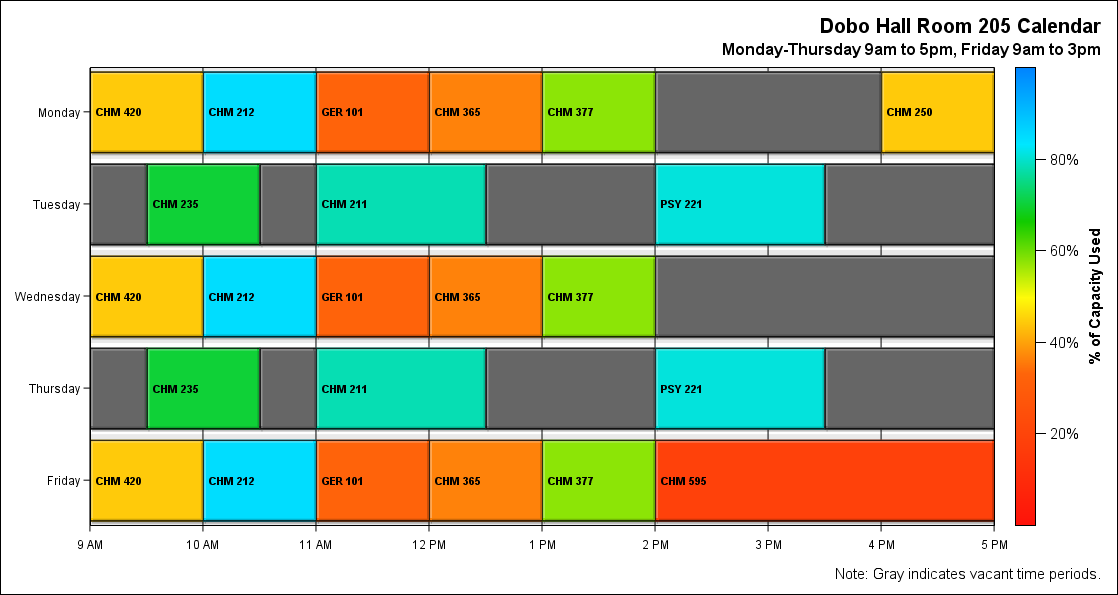 Dobo Hall Room 205 Calendar
Monday-Thursday 9am to 5pm, Friday 9am to 3pm
Monday
CHM 420
CHM 212
GER 101
CHM 365
CHM 377
CHM 250
Tuesday
CHM 235
CHM 211
PSY 221
Wednesday
CHM 420
CHM 212
GER 101
CHM 365
CHM 377
Thursday
CHM 235
CHM 211
PSY 221
Friday
CHM 420
CHM 212
GER 101
CHM 365
CHM 377
CHM 595
9 AM
10 AM
11 AM
12 PM
1 PM
2 PM
3 PM
4 PM
5 PM
80%
60%
40%
20%
% of Capacity Used
Note: Gray indicates vacant time periods.